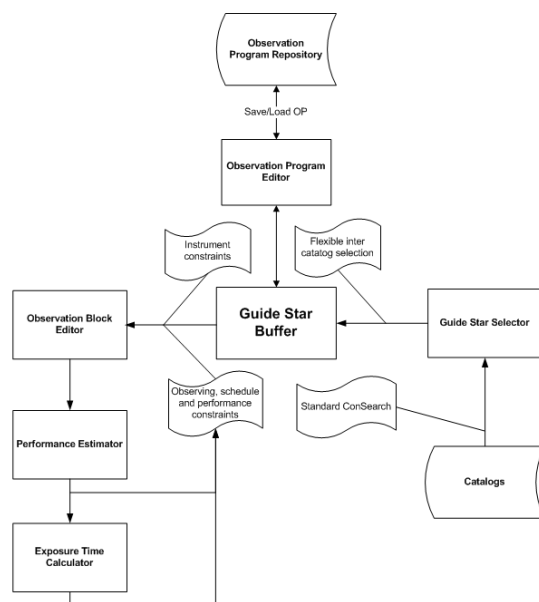 Observation
Program Repository
Save/Load OP
Observation Program
Editor
Instrument
constraints
Flexible inter
catatog selection
Guide Star
Buffer
Observation Block
Editor
Guide Star Selector
Observing, schedule
and performance
constraints
Standard ConSearch
Performance Estimator
Catalogs
Exposure Time
Calculator